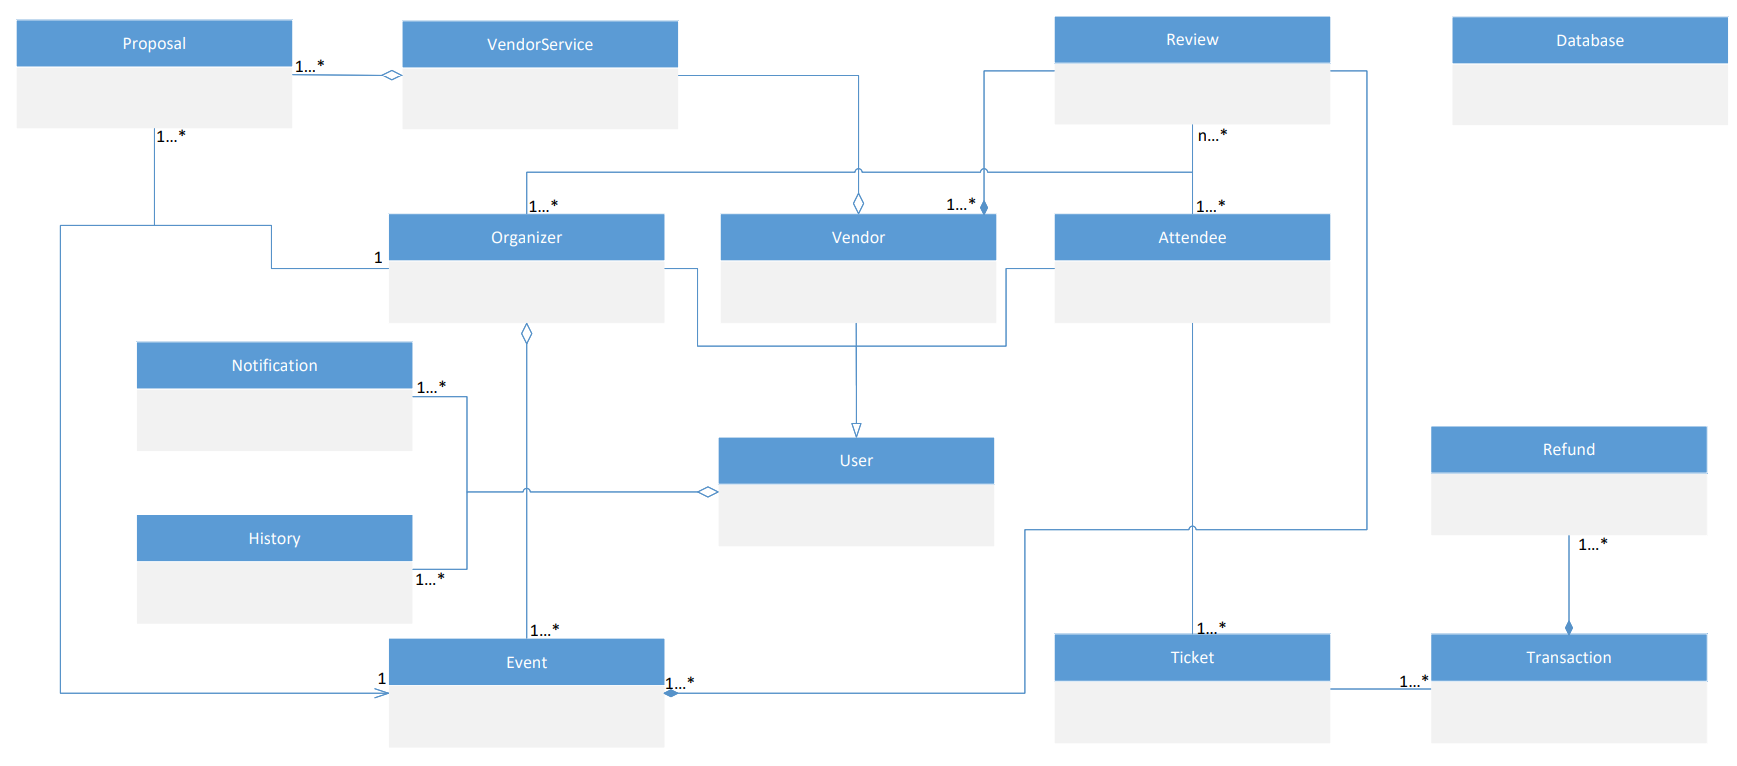 Proposal
VendorService
Review
Database
1...*
1...*
n...*
1...*
1...*
1...*
Organizer
Vendor
Attendee
1
Notification
1...*
User
Refund
History
1...*
1...*
1...*
1...*
Event
Ticket
Transaction
1
1...*
1...*